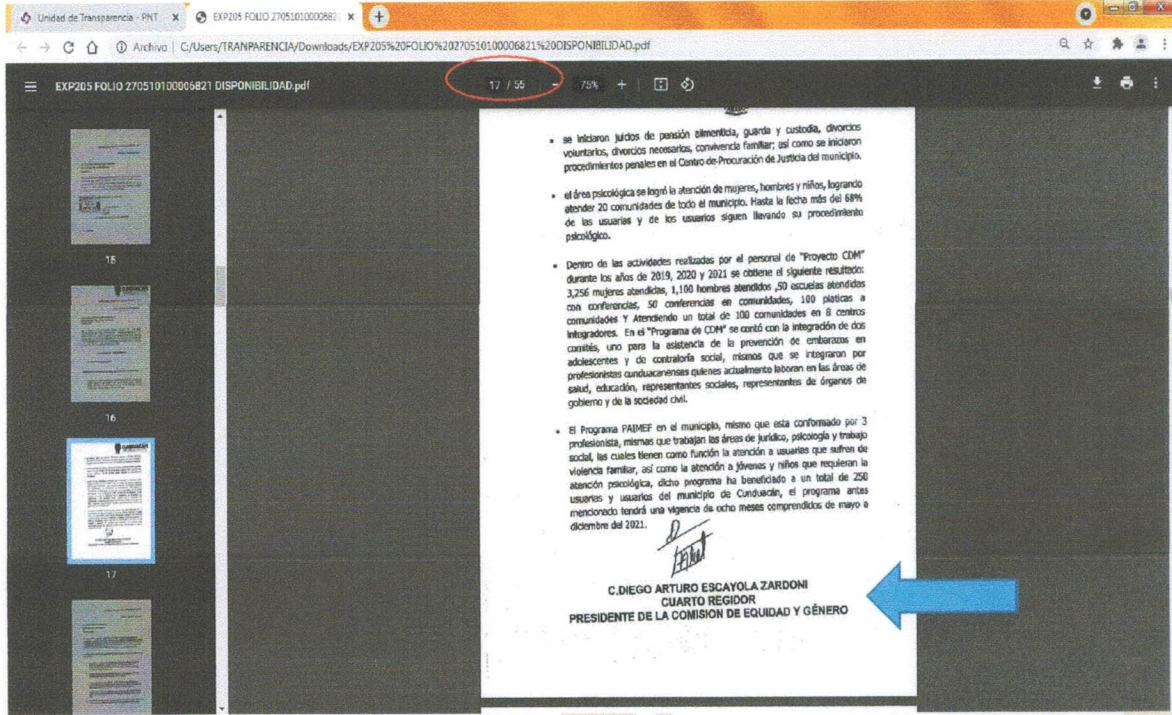 Unidad de Transparencia - PNT
EXP205 FOLIO 270510100006821
Archivo | C:/Users/TRANPARENCIA/Downloads/EXP205%20FOLIO%20270510100006821%20DISPONIBILIDAD.pdf
EXP205 FOLIO 270510100006821 DISPONIBILIDAD.pdf
17 / 55 - 75% +
15
16
17
• se iniciaron juicios de pensión alimenticia, guarda y custodia, divorcios
voluntarios, divorcios necesarios, convivencia familiar; así como se iniciaron
procedimientos penales en el Centro de Procuración de Justicia del municipio.
• el área psicológica se logró la atención de mujeres, hombres y niños, logrando
atender 20 comunidades de todo el municipio. Hasta la fecha más del 68%
de las usuarias y de los usuarios siguen llevando su procedimiento
psicológico.
• Dentro de las actividades realizadas por el personal de "Proyecto CDM"
durante los años de 2019, 2020 y 2021 se obtiene el siguiente resultado:
3,256 mujeres atendidas, 1,100 hombres atendidos ,50 escuelas atendidas
con conferencias, 50 conferencias en comunidades, 100 platicas a
comunidades Y Atendiendo un total de 100 comunidades en 8 centros
integradores. En el "Programa de CDM" se contó con la integración de dos
comités, uno para la asistencia de la prevención de embarazos en
adolescentes y de contraloría social, mismos que se integraron por
profesionistas cunduacanenses quienes actualmente laboran en las áreas de
salud, educación, representantes sociales, representantes de órganos de
gobierno y de la sociedad civil.
• El Programa PAIMEF en el municipio, mismo que esta conformado por 3
profesionista, mismas que trabajan las áreas de jurídico, psicología y trabajo
social, las cuales tienen como función la atención a usuarias que sufren de
violencia familiar, así como la atención a jóvenes y niños que requieran la
atención psicológica, dicho programa ha beneficiado a un total de 250
usuarias y usuarios del municipio de Cunduacán, el programa antes
mencionado tendrá una vigencia de ocho meses comprendidos de mayo a
diciembre del 2021.
C.DIEGO ARTURO ESCAYOLA ZARDONI
CUARTO REGIDOR
PRESIDENTE DE LA COMISION DE EQUIDAD Y GÉNERO